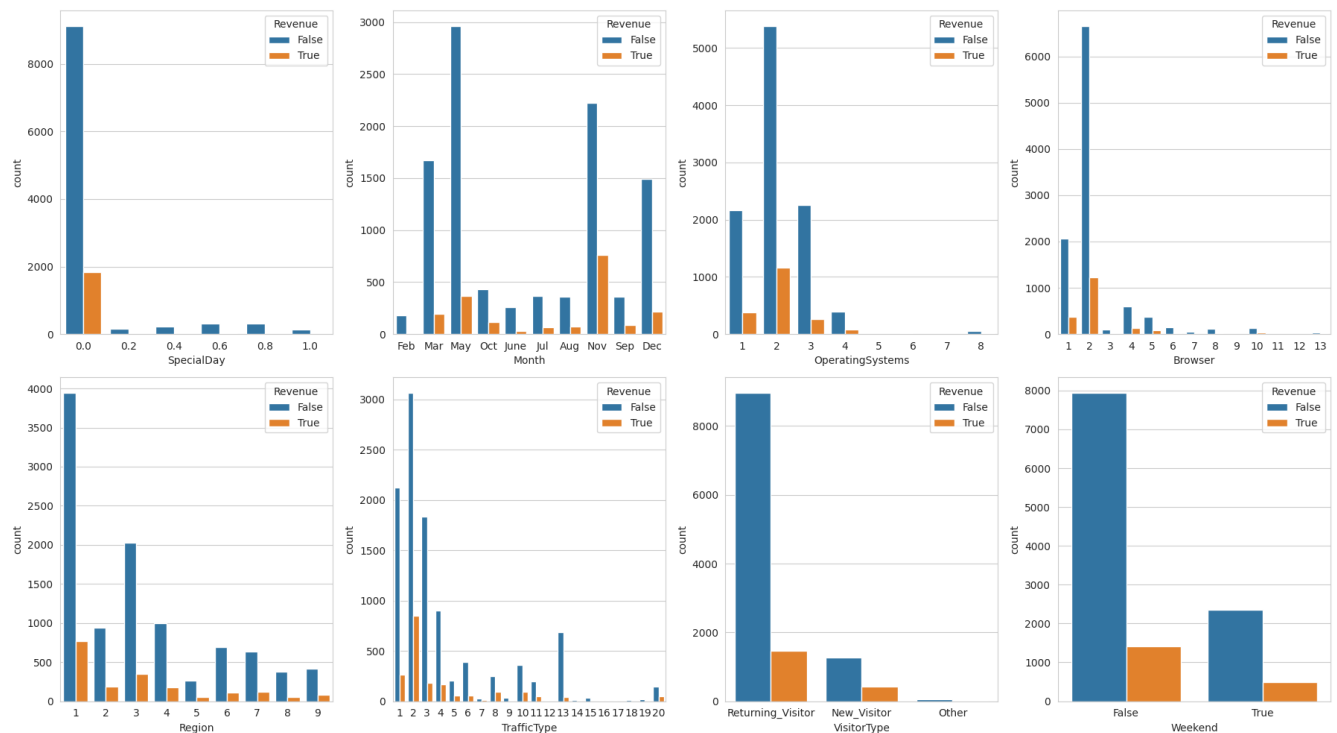 Revenue
False
True
8000
6000
4000
2000
0
count
0.0 0.2 0.4 0.6 0.8 1.0
SpecialDay
Revenue
False
True
3000
2500
2000
1500
1000
500
0
count
Feb Mar May Oct June Jul Aug Nov Sep Dec
Month
Revenue
False
True
5000
4000
3000
2000
1000
0
count
1 2 3 4 5 6 7 8
OperatingSystems
Revenue
False
True
6000
5000
4000
3000
2000
1000
0
count
1 2 3 4 5 6 7 8 9 10 11 12 13
Browser
Revenue
False
True
4000
3500
3000
2500
2000
1500
1000
500
0
count
1 2 3 4 5 6 7 8 9
Region
Revenue
False
True
3000
2500
2000
1500
1000
500
0
count
1 2 3 4 5 6 7 8 9 10 11 12 13 14 15 16 17 18 19 20
TrafficType
Revenue
False
True
8000
6000
4000
2000
0
count
Returning_Visitor New_Visitor Other
VisitorType
Revenue
False
True
8000
7000
6000
5000
4000
3000
2000
1000
0
count
False True
Weekend